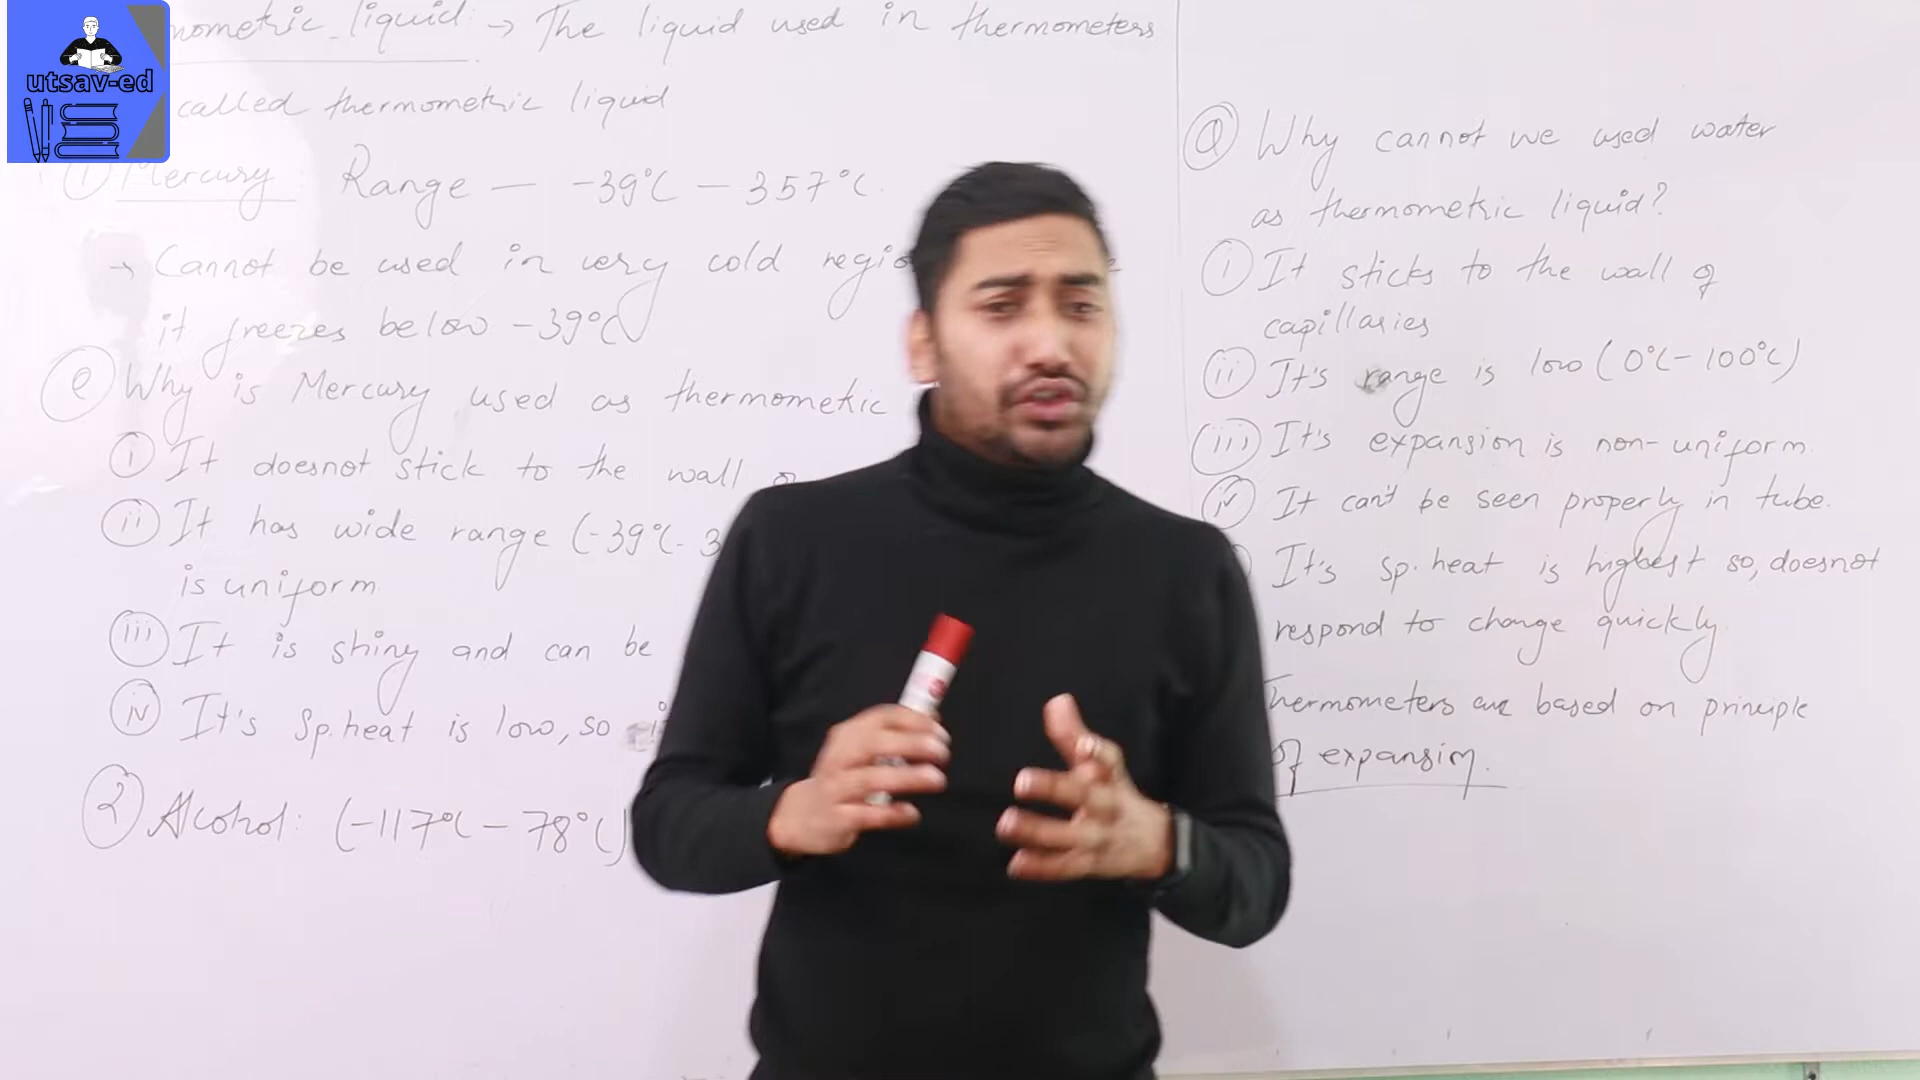 utsav-ed
mometric liquid: → The liquid used in thermometers
called thermometric liquid
① Mercury: Range — -39°C – 357°C.
→ Cannot be used in very cold
it freezes below -39°C
Q Why is Mercury used as thermometric
i It doesnot stick to the wall
ii It has wide range (-39°C - 3
is uniform
iii It is shiny and can be
iv It's Sp. heat is low, so
② Alcohol: (-117°C – 78°C)
Q Why cannot we used water
as thermometric liquid?
i It sticks to the wall of
capillaries
ii It's range is low (0°C – 100°C)
iii It's expansion is non-uniform.
iv It can't be seen properly in tube.
It's sp. heat is highest so, doesnot
respond to change quickly.
Thermometers are based on principle
of expansion.